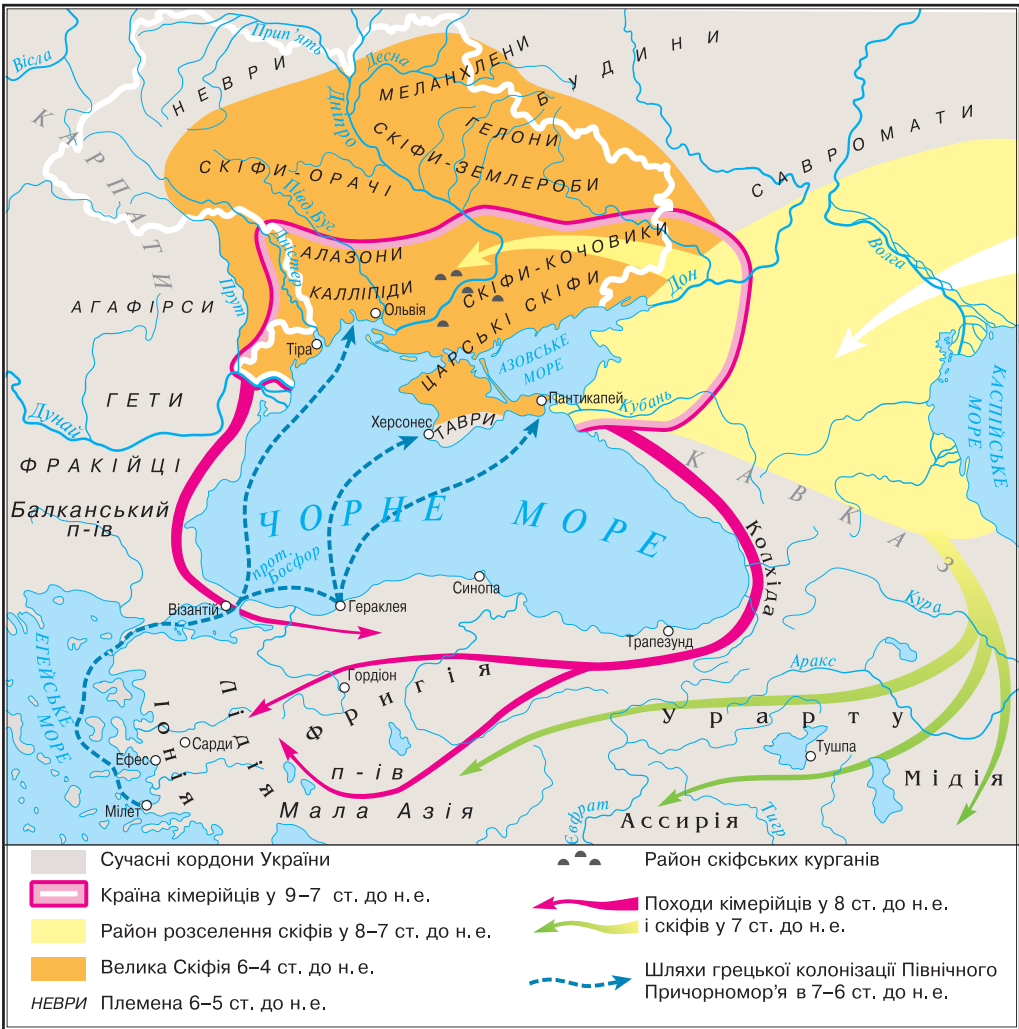 Вісла
Прип'ять
Десна
НЕВРИ
МЕЛАНХЛЕНИ
БУДИНИ
Дніпро
ГЕЛОНИ
КАРПАТИ
СКІФИ-ОРАЧІ
СКІФИ-ЗЕМЛЕРОБИ
САВРОМАТИ
Півд.Буг
Дністер
АЛАЗОНИ
СКІФИ-КОЧОВИКИ
Волга
Прут
КАЛЛІПІДИ
Дон
АГАФІРСИ
Ольвія
ЦАРСЬКІ СКІФИ
Тіра
АЗОВСЬКЕ
МОРЕ
КАСПІЙСЬКЕ
МОРЕ
ГЕТИ
Дунай
Пантикапей
Кубань
Херсонес
ТАВРИ
ФРАКІЙЦІ
КАВКАЗ
Балканський
п-ів
ЧОРНЕ МОРЕ
Колхіда
прот.
Босфор
Синопа
Візантій
Гераклея
Кура
Трапезунд
ЕГЕЙСЬКЕ МОРЕ
Гордіон
Аракс
Лідія
Фригія
Іонія
Урарту
Сарди
Тушпа
Ефес
п-ів
Мідія
Мілет
Мала Азія
Євфрат
Ассирія
Тигр
Сучасні кордони України
Країна кімерійців у 9–7 ст. до н.е.
Район розселення скіфів у 8–7 ст. до н.е.
Велика Скіфія 6–4 ст. до н.е.
НЕВРИ Племена 6–5 ст. до н.е.
Район скіфських курганів
Походи кімерійців у 8 ст. до н.е.
і скіфів у 7 ст. до н.е.
Шляхи грецької колонізації Північного
Причорномор'я в 7–6 ст. до н.е.